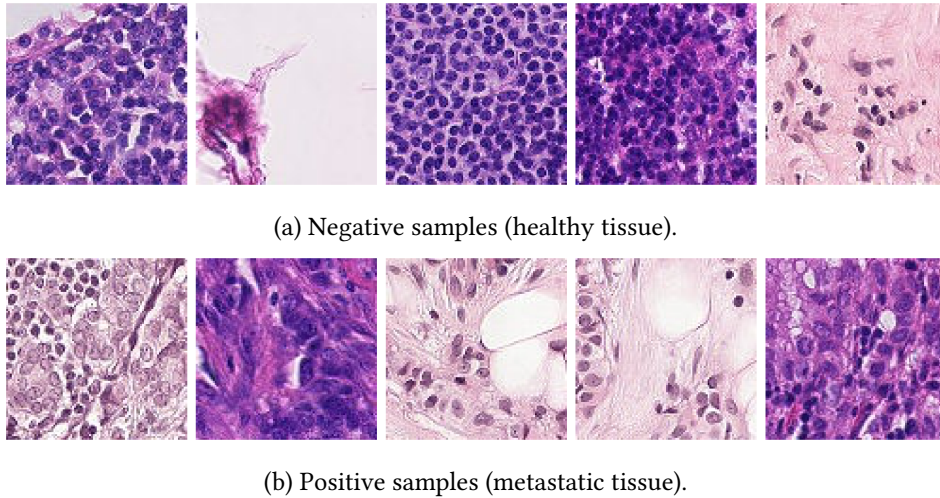 (a) Negative samples (healthy tissue).
(b) Positive samples (metastatic tissue).